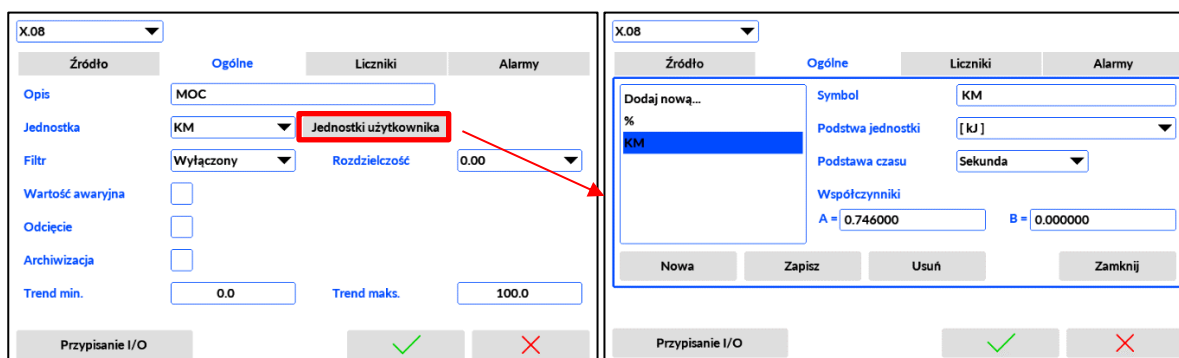 X.08
Źródło Ogólne Liczniki Alarmy
Opis MOC
Jednostka KM Jednostki użytkownika
Filtr Wyłączony Rozdzielczość 0.00
Wartość awaryjna
Odcięcie
Archiwizacja
Trend min. 0.0 Trend maks. 100.0
Przypisanie I/O
X.08
Źródło Ogólne Liczniki Alarmy
Dodaj nową...
%
KM
Symbol KM
Podstwa jednostki [ kJ ]
Podstawa czasu Sekunda
Współczynniki
A = 0.746000 B = 0.000000
Nowa Zapisz Usuń Zamknij
Przypisanie I/O